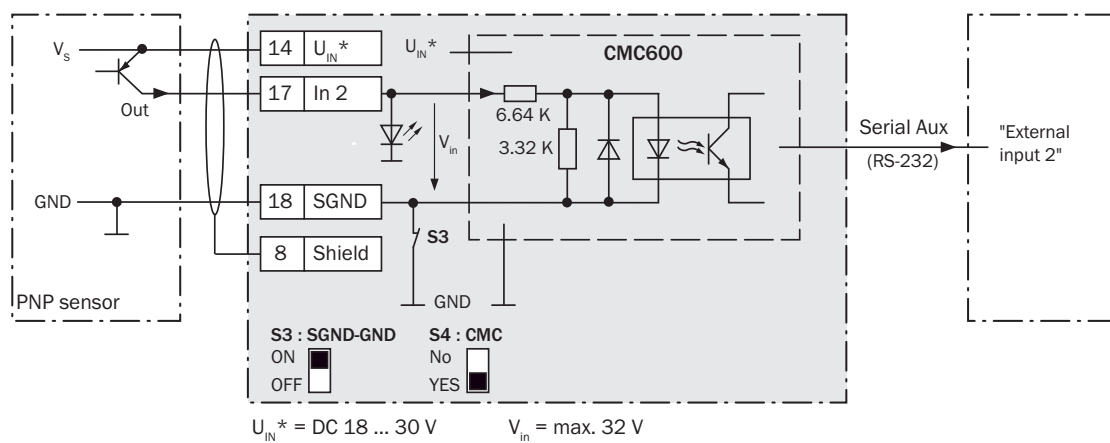 V_S
14 U_IN*
U_IN*
CMC600
17 In 2
Out
6.64 K
3.32 K
V_in
Serial Aux
(RS-232)
"External
input 2"
GND
18 SGND
S3
8 Shield
GND
PNP sensor
S3 : SGND-GND
ON
OFF
S4 : CMC
No
YES
U_IN* = DC 18 ... 30 V
V_in = max. 32 V